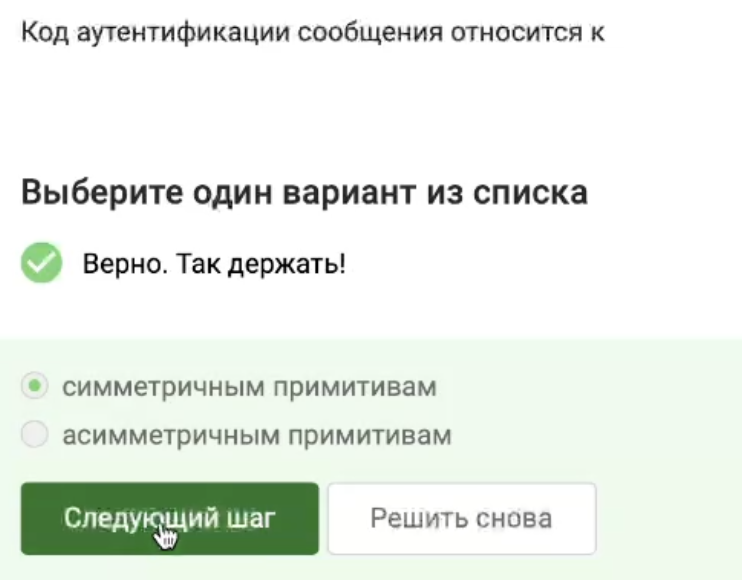 Код аутентификации сообщения относится к
Выберите один вариант из списка
Верно. Так держать!
симметричным примитивам
асимметричным примитивам
Следующий шаг
Решить снова